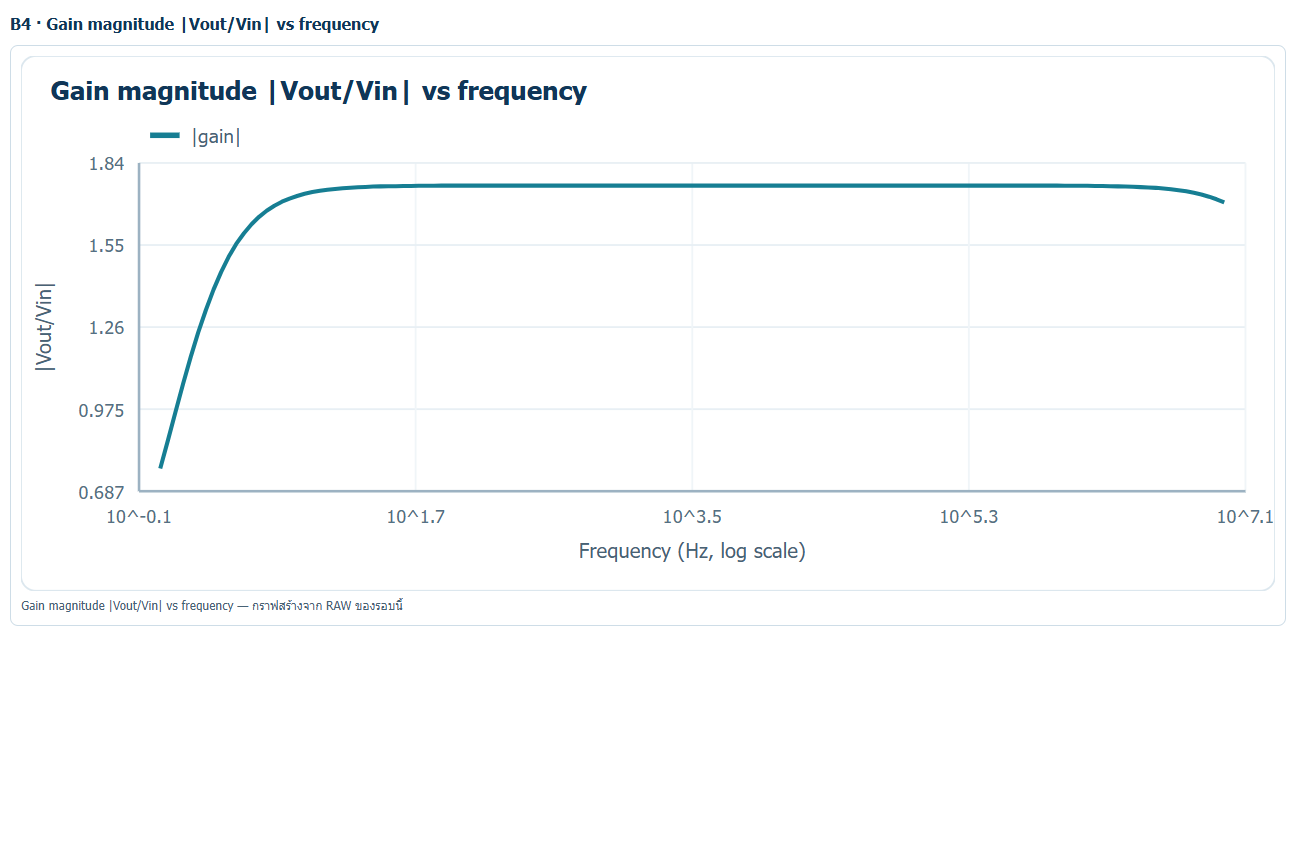 B4 · Gain magnitude |Vout/Vin| vs frequency
Gain magnitude |Vout/Vin| vs frequency
|gain|
1.84
1.55
1.26
0.975
0.687
|Vout/Vin|
10^-0.1 10^1.7 10^3.5 10^5.3 10^7.1
Frequency (Hz, log scale)
Gain magnitude |Vout/Vin| vs frequency — กราฟสร้างจาก RAW ของรอบนี้